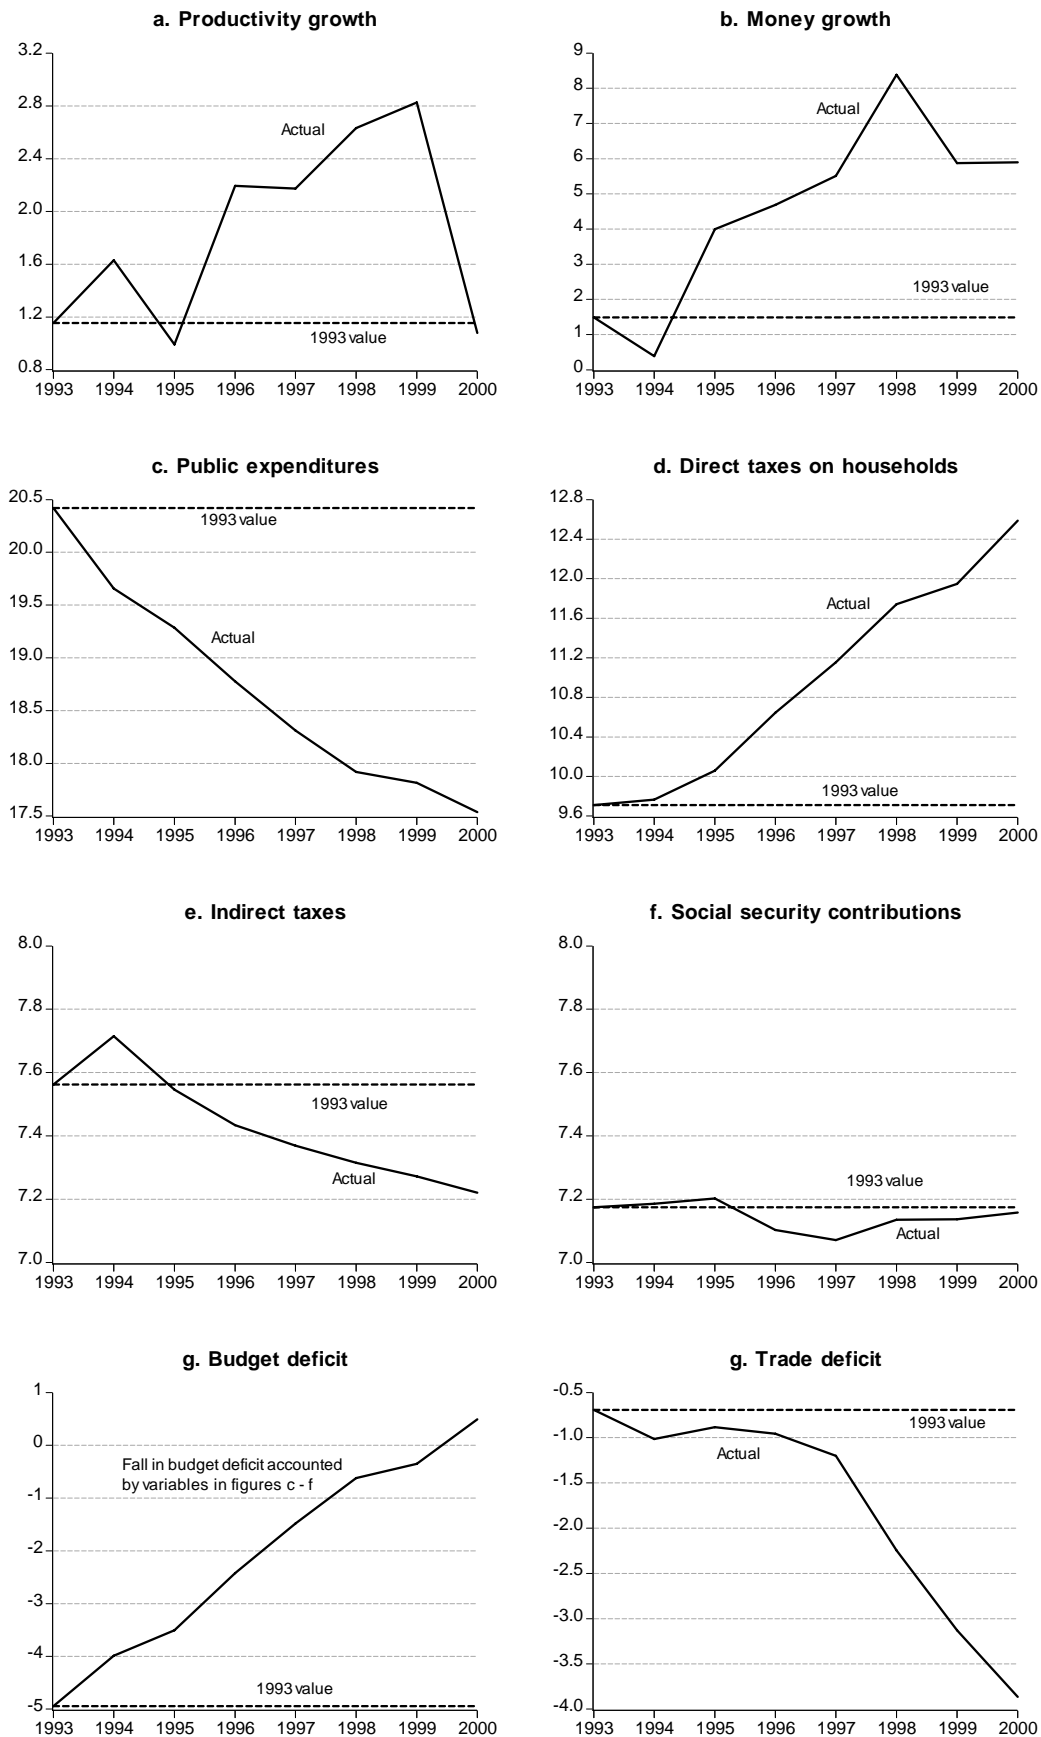 a. Productivity growth
3.2
2.8
2.4
2.0
1.6
1.2
0.8
Actual
1993 value
1993 1994 1995 1996 1997 1998 1999 2000
b. Money growth
9
8
7
6
5
4
3
2
1
0
Actual
1993 value
1993 1994 1995 1996 1997 1998 1999 2000
c. Public expenditures
20.5
20.0
19.5
19.0
18.5
18.0
17.5
1993 value
Actual
1993 1994 1995 1996 1997 1998 1999 2000
d. Direct taxes on households
12.8
12.4
12.0
11.6
11.2
10.8
10.4
10.0
9.6
Actual
1993 value
1993 1994 1995 1996 1997 1998 1999 2000
e. Indirect taxes
8.0
7.8
7.6
7.4
7.2
7.0
1993 value
Actual
1993 1994 1995 1996 1997 1998 1999 2000
f. Social security contributions
8.0
7.8
7.6
7.4
7.2
7.0
1993 value
Actual
1993 1994 1995 1996 1997 1998 1999 2000
g. Budget deficit
1
0
-1
-2
-3
-4
-5
Fall in budget deficit accounted
by variables in figures c - f
1993 value
1993 1994 1995 1996 1997 1998 1999 2000
g. Trade deficit
-0.5
-1.0
-1.5
-2.0
-2.5
-3.0
-3.5
-4.0
1993 value
Actual
1993 1994 1995 1996 1997 1998 1999 2000